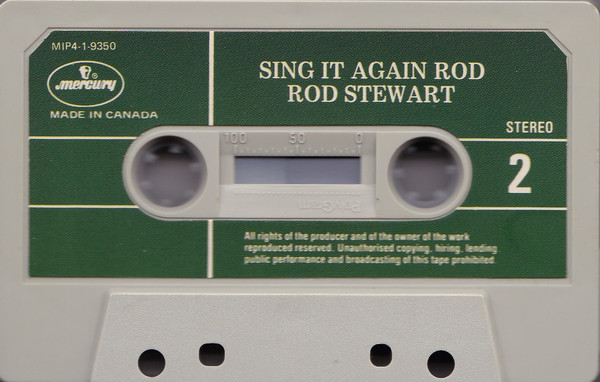 MIP4-1-9350
mercury®
MADE IN CANADA
SING IT AGAIN ROD
ROD STEWART
STEREO
2
100 50 0
PolyGram
All rights of the producer and of the owner of the work
reproduced reserved. Unauthorised copying, hiring, lending
public performance and broadcasting of this tape prohibited